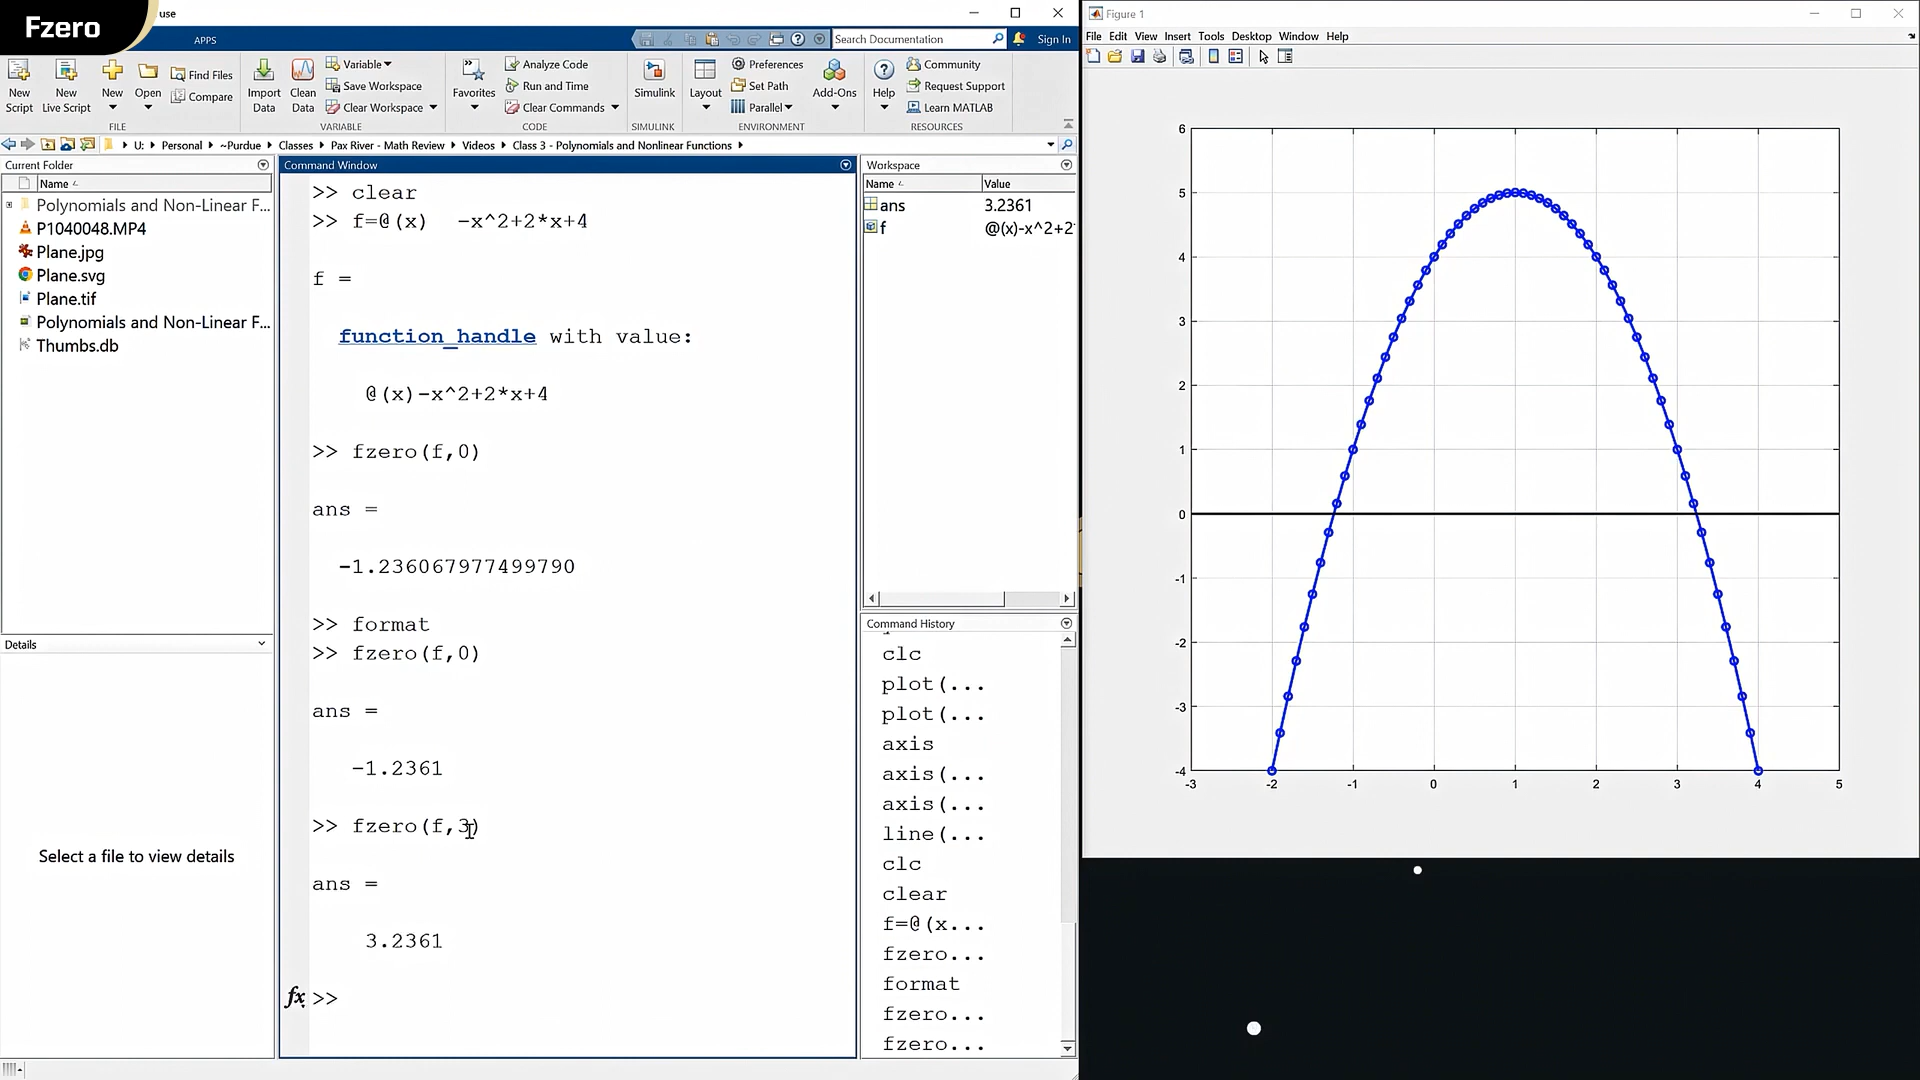 Fzero
use
APPS
Search Documentation
Sign In
New Script
New Live Script
New
Open
Find Files
Compare
Import Data
Clean Data
Variable
Save Workspace
Clear Workspace
Favorites
Analyze Code
Run and Time
Clear Commands
Simulink
Layout
Preferences
Set Path
Parallel
Add-Ons
Help
Community
Request Support
Learn MATLAB
FILE
VARIABLE
CODE
SIMULINK
ENVIRONMENT
RESOURCES
U: Personal ~Purdue Classes Pax River - Math Review Videos Class 3 - Polynomials and Nonlinear Functions
Current Folder
Name
Polynomials and Non-Linear F...
P1040048.MP4
Plane.jpg
Plane.svg
Plane.tif
Polynomials and Non-Linear F...
Thumbs.db
Details
Select a file to view details
Command Window
>> clear
>> f=@(x)  -x^2+2*x+4
f =
function_handle with value:
@(x)-x^2+2*x+4
>> fzero(f,0)
ans =
-1.236067977499790
>> format
>> fzero(f,0)
ans =
-1.2361
>> fzero(f,3)
ans =
3.2361
fx >>
Workspace
Name Value
ans 3.2361
f @(x)-x^2+2
Command History
clc
plot(...
plot(...
axis
axis(...
axis(...
line(...
clc
clear
f=@(x...
fzero...
format
fzero...
fzero...
Figure 1
File Edit View Insert Tools Desktop Window Help
6
5
4
3
2
1
0
-1
-2
-3
-4
-3 -2 -1 0 1 2 3 4 5